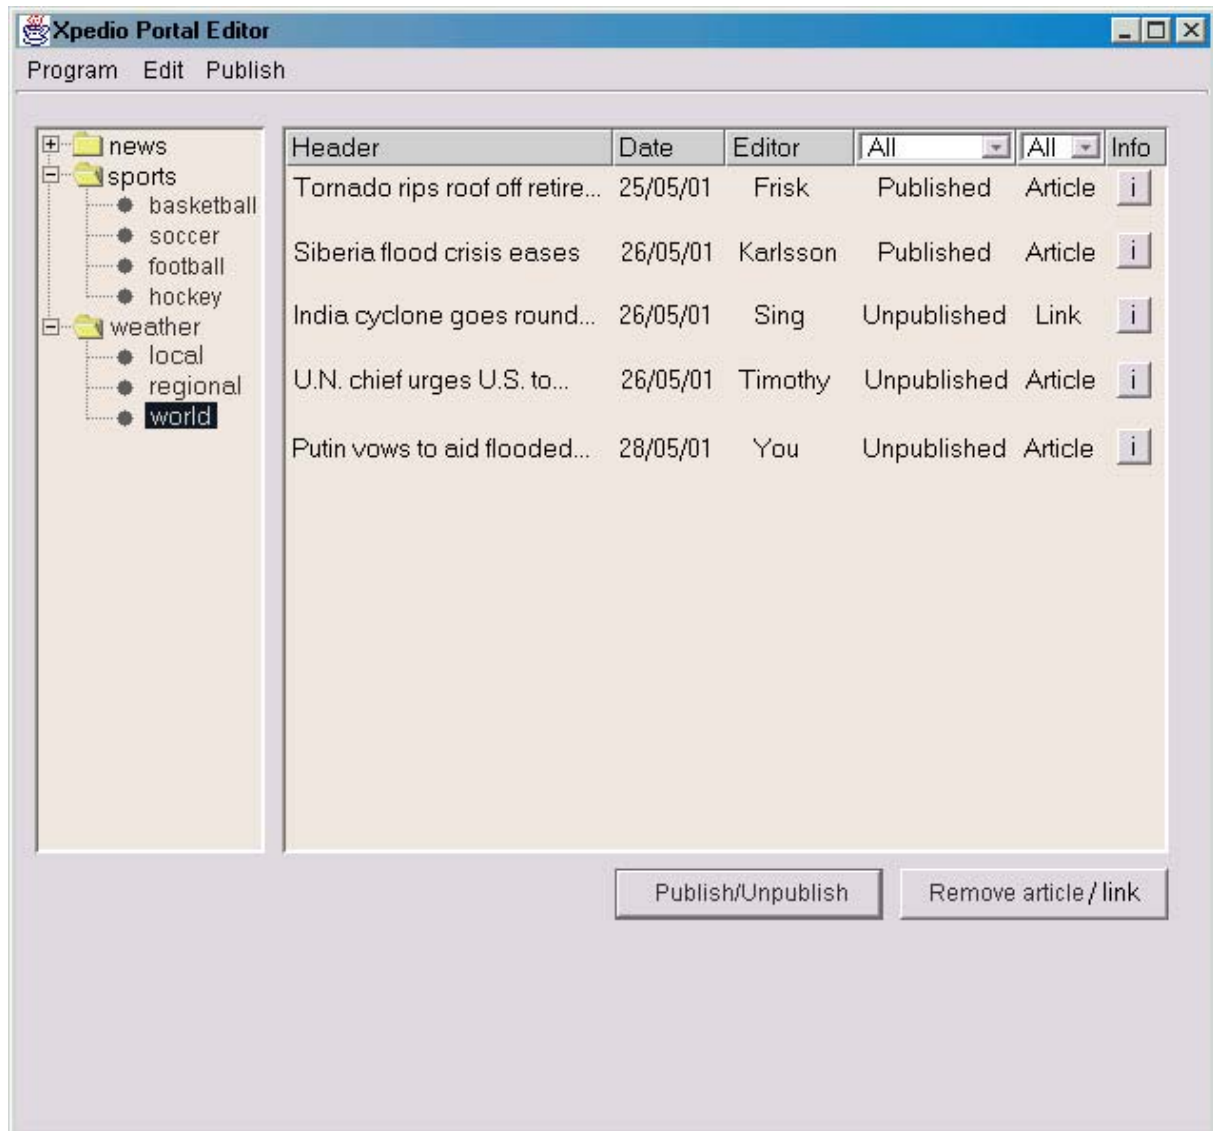 Xpedio Portal Editor
Program Edit Publish
news
sports
basketball
soccer
football
hockey
weather
local
regional
world
Header Date Editor All All Info
Tornado rips roof off retire... 25/05/01 Frisk Published Article i
Siberia flood crisis eases 26/05/01 Karlsson Published Article i
India cyclone goes round... 26/05/01 Sing Unpublished Link i
U.N. chief urges U.S. to... 26/05/01 Timothy Unpublished Article i
Putin vows to aid flooded... 28/05/01 You Unpublished Article i
Publish/Unpublish Remove article / link